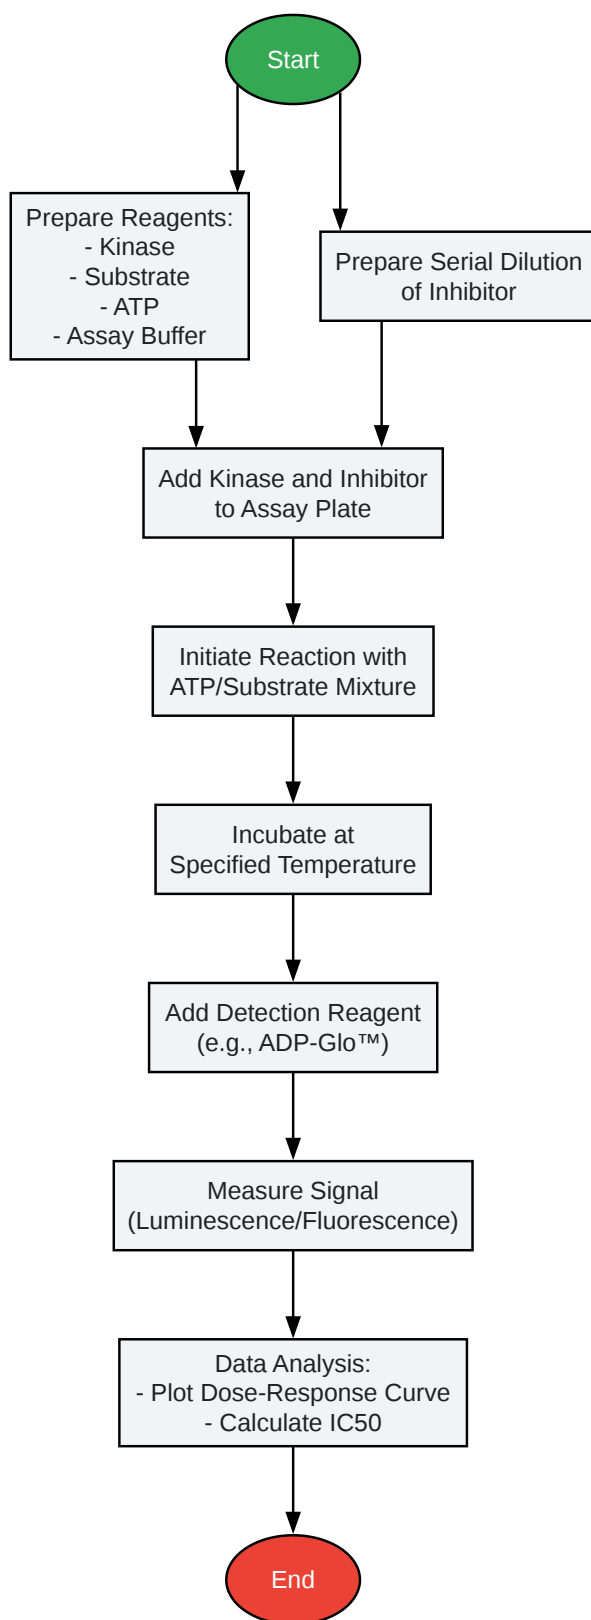 Start
Prepare Reagents:
- Kinase
- Substrate
- ATP
- Assay Buffer
Prepare Serial Dilution
of Inhibitor
Add Kinase and Inhibitor
to Assay Plate
Initiate Reaction with
ATP/Substrate Mixture
Incubate at
Specified Temperature
Add Detection Reagent
(e.g., ADP-Glo™)
Measure Signal
(Luminescence/Fluorescence)
Data Analysis:
- Plot Dose-Response Curve
- Calculate IC50
End